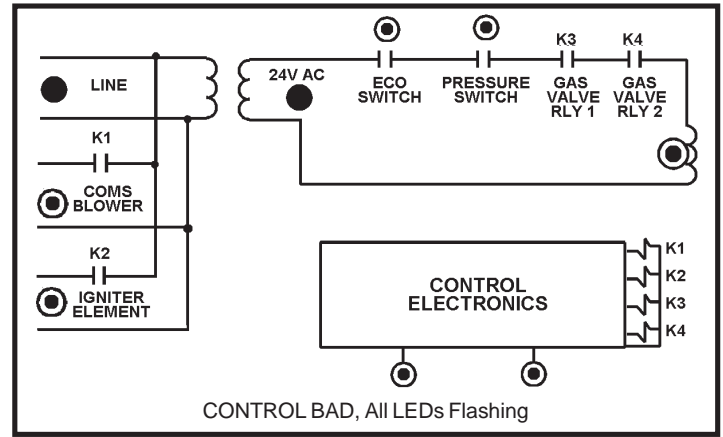 LINE
24V AC
K1
COMS
BLOWER
K2
IGNITER
ELEMENT
ECO
SWITCH
PRESSURE
SWITCH
K3
GAS
VALVE
RLY 1
K4
GAS
VALVE
RLY 2
CONTROL
ELECTRONICS
K1
K2
K3
K4
CONTROL BAD, All LEDs Flashing